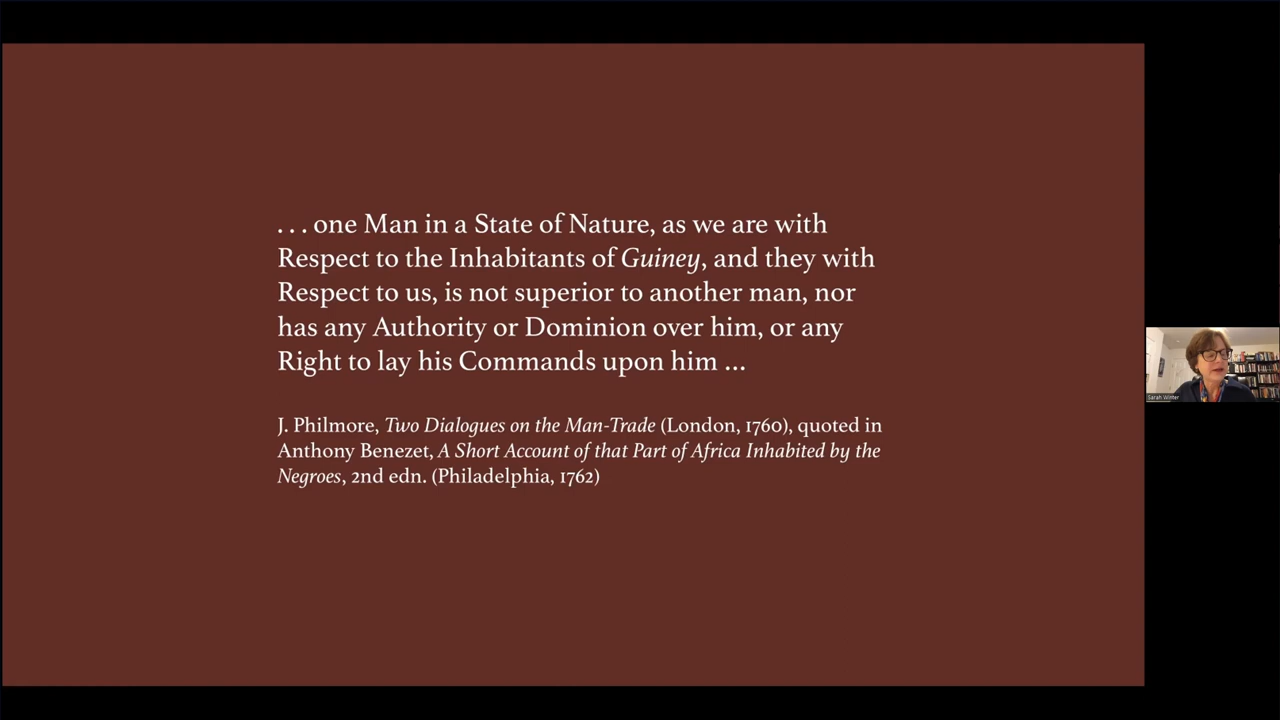 . . . one Man in a State of Nature, as we are with
Respect to the Inhabitants of Guiney, and they with
Respect to us, is not superior to another man, nor
has any Authority or Dominion over him, or any
Right to lay his Commands upon him ...
J. Philmore, Two Dialogues on the Man-Trade (London, 1760), quoted in
Anthony Benezet, A Short Account of that Part of Africa Inhabited by the
Negroes, 2nd edn. (Philadelphia, 1762)
Sarah Winter